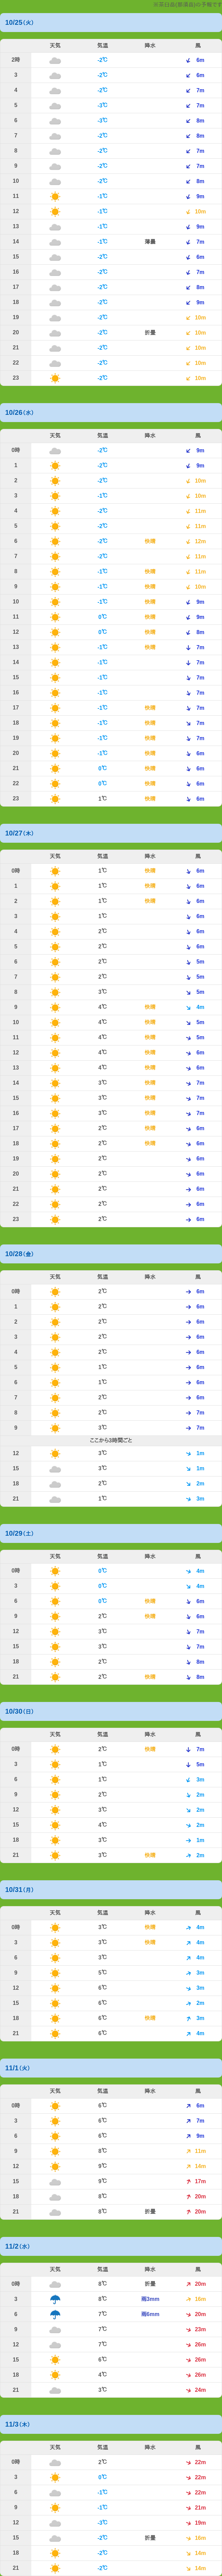 10/25(火)
天気 気温 降水 風
2時 -2℃ 6m
3 -2℃ 6m
4 -2℃ 7m
5 -3℃ 7m
6 -3℃ 8m
7 -2℃ 8m
8 -2℃ 7m
9 -2℃ 7m
10 -2℃ 8m
11 -1℃ 9m
12 -1℃ 10m
13 -1℃ 9m
14 -1℃ 薄曇 7m
15 -2℃ 6m
16 -2℃ 7m
17 -2℃ 8m
18 -2℃ 9m
19 -2℃ 10m
20 -2℃ 折曇 10m
21 -2℃ 10m
22 -2℃ 10m
23 -2℃ 10m
10/26(水)
天気 気温 降水 風
0時 -2℃ 9m
1 -2℃ 9m
2 -2℃ 10m
3 -1℃ 10m
4 -2℃ 11m
5 -2℃ 11m
6 -2℃ 快晴 12m
7 -2℃ 11m
8 -1℃ 快晴 11m
9 -1℃ 快晴 10m
10 -1℃ 快晴 9m
11 0℃ 快晴 9m
12 0℃ 快晴 8m
13 -1℃ 快晴 7m
14 -1℃ 7m
15 -1℃ 7m
16 -1℃ 7m
17 -1℃ 快晴 7m
18 -1℃ 快晴 7m
19 -1℃ 快晴 7m
20 -1℃ 快晴 6m
21 0℃ 快晴 6m
22 0℃ 快晴 6m
23 1℃ 快晴 6m
10/27(木)
天気 気温 降水 風
0時 1℃ 快晴 6m
1 1℃ 快晴 6m
2 1℃ 快晴 6m
3 1℃ 6m
4 2℃ 6m
5 2℃ 6m
6 2℃ 5m
7 2℃ 5m
8 3℃ 5m
9 4℃ 快晴 4m
10 4℃ 快晴 5m
11 4℃ 快晴 5m
12 4℃ 快晴 6m
13 4℃ 快晴 6m
14 3℃ 快晴 7m
15 3℃ 快晴 7m
16 3℃ 快晴 7m
17 2℃ 快晴 6m
18 2℃ 快晴 6m
19 2℃ 6m
20 2℃ 6m
21 2℃ 6m
22 2℃ 6m
23 2℃ 6m
10/28(金)
天気 気温 降水 風
0時 2℃ 6m
1 2℃ 6m
2 2℃ 6m
3 2℃ 6m
4 2℃ 6m
5 1℃ 6m
6 1℃ 6m
7 2℃ 6m
8 2℃ 7m
9 3℃ 7m
ここから3時間ごと
12 3℃ 1m
15 3℃ 1m
18 2℃ 2m
21 1℃ 3m
10/29(土)
天気 気温 降水 風
0時 0℃ 4m
3 0℃ 4m
6 0℃ 快晴 6m
9 2℃ 快晴 6m
12 3℃ 7m
15 3℃ 7m
18 2℃ 8m
21 2℃ 快晴 8m
10/30(日)
天気 気温 降水 風
0時 2℃ 快晴 7m
3 1℃ 5m
6 1℃ 3m
9 2℃ 2m
12 3℃ 2m
15 4℃ 2m
18 3℃ 1m
21 3℃ 快晴 2m
10/31(月)
天気 気温 降水 風
0時 3℃ 快晴 4m
3 3℃ 快晴 4m
6 3℃ 4m
9 5℃ 3m
12 6℃ 3m
15 6℃ 2m
18 6℃ 快晴 3m
21 6℃ 4m
11/1(火)
天気 気温 降水 風
0時 6℃ 6m
3 6℃ 7m
6 6℃ 9m
9 8℃ 11m
12 9℃ 14m
15 9℃ 17m
18 8℃ 20m
21 8℃ 折曇 20m
11/2(水)
天気 気温 降水 風
0時 8℃ 折曇 20m
3 8℃ 雨3mm 16m
6 7℃ 雨6mm 20m
9 7℃ 23m
12 7℃ 26m
15 6℃ 26m
18 4℃ 26m
21 3℃ 24m
11/3(木)
天気 気温 降水 風
0時 2℃ 22m
3 0℃ 22m
6 -1℃ 22m
9 -1℃ 21m
12 -3℃ 19m
15 -2℃ 折曇 16m
18 -2℃ 14m
21 -2℃ 14m